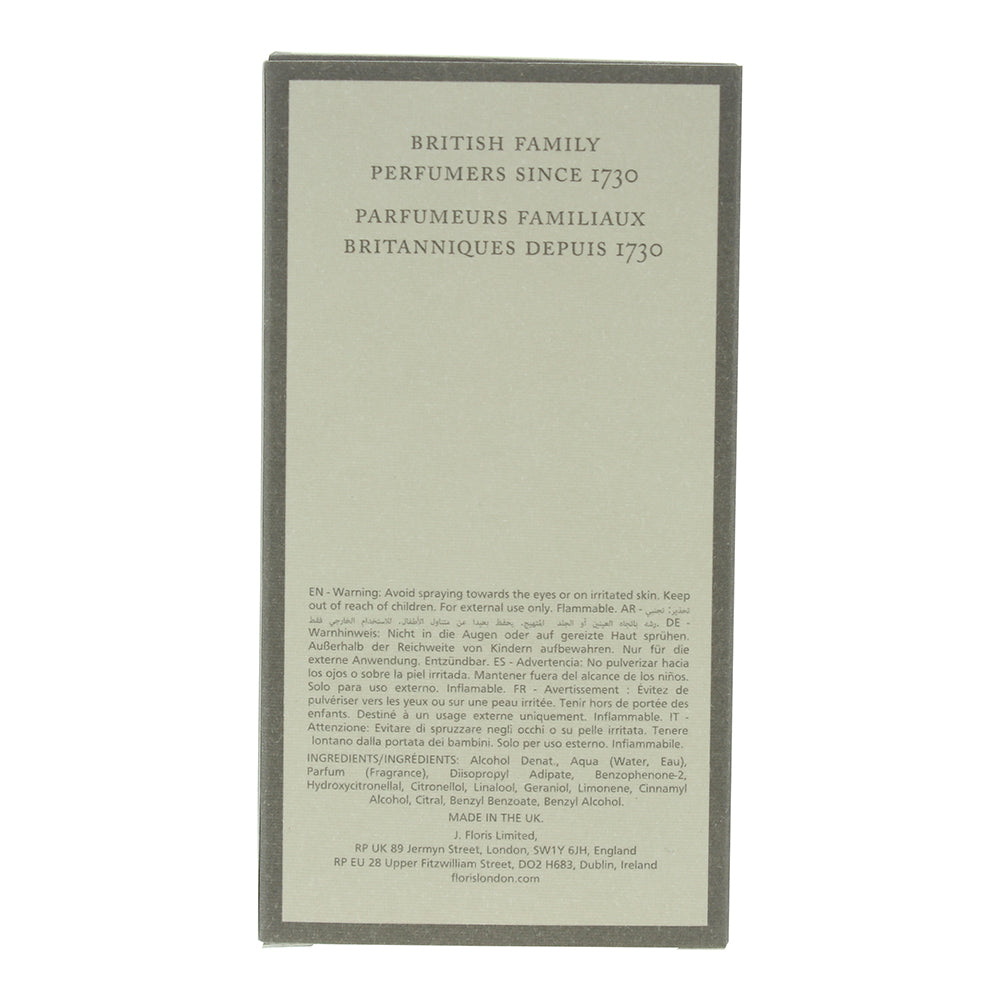 BRITISH FAMILY
PERFUMERS SINCE 1730
PARFUMEURS FAMILIAUX
BRITANNIQUES DEPUIS 1730
EN - Warning: Avoid spraying towards the eyes or on irritated skin. Keep
out of reach of children. For external use only. Flammable. AR - تحذير: تجنبي
رشه باتجاه العينين أو الجلد المتهيج. يحفظ بعيدا عن متناول الأطفال. للاستخدام الخارجي فقط. DE -
Warnhinweis: Nicht in die Augen oder auf gereizte Haut sprühen.
Außerhalb der Reichweite von Kindern aufbewahren. Nur für die
externe Anwendung. Entzündbar. ES - Advertencia: No pulverizar hacia
los ojos o sobre la piel irritada. Mantener fuera del alcance de los niños.
Solo para uso externo. Inflamable. FR - Avertissement : Évitez de
pulvériser vers les yeux ou sur une peau irritée. Tenir hors de portée des
enfants. Destiné à un usage externe uniquement. Inflammable. IT -
Attenzione: Evitare di spruzzare negli occhi o su pelle irritata. Tenere
lontano dalla portata dei bambini. Solo per uso esterno. Infiammabile.
INGREDIENTS/INGRÉDIENTS: Alcohol Denat., Aqua (Water, Eau),
Parfum (Fragrance), Diisopropyl Adipate, Benzophenone-2,
Hydroxycitronellal, Citronellol, Linalool, Geraniol, Limonene, Cinnamyl
Alcohol, Citral, Benzyl Benzoate, Benzyl Alcohol.
MADE IN THE UK.
J. Floris Limited,
RP UK 89 Jermyn Street, London, SW1Y 6JH, England
RP EU 28 Upper Fitzwilliam Street, DO2 H683, Dublin, Ireland
florislondon.com